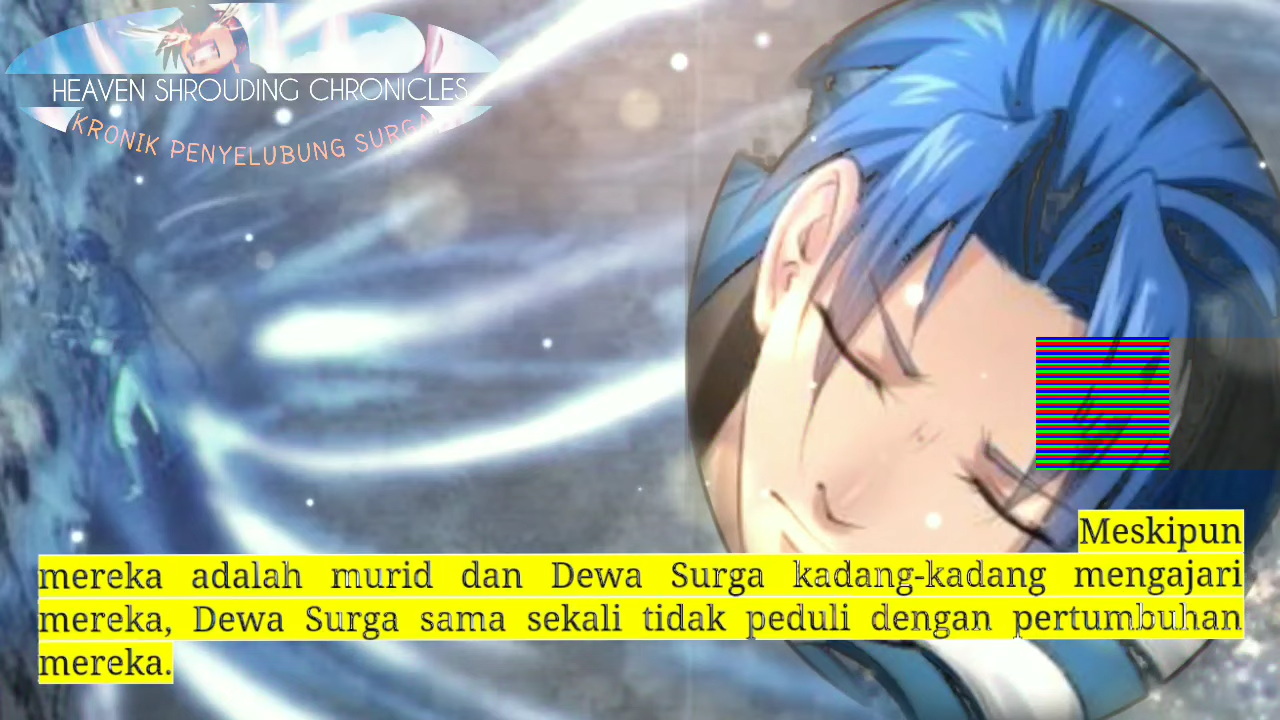 HEAVEN SHROUDING CHRONICLES
KRONIK PENYELUBUNG SURGA
Meskipun
mereka adalah murid dan Dewa Surga kadang-kadang mengajari
mereka, Dewa Surga sama sekali tidak peduli dengan pertumbuhan
mereka.